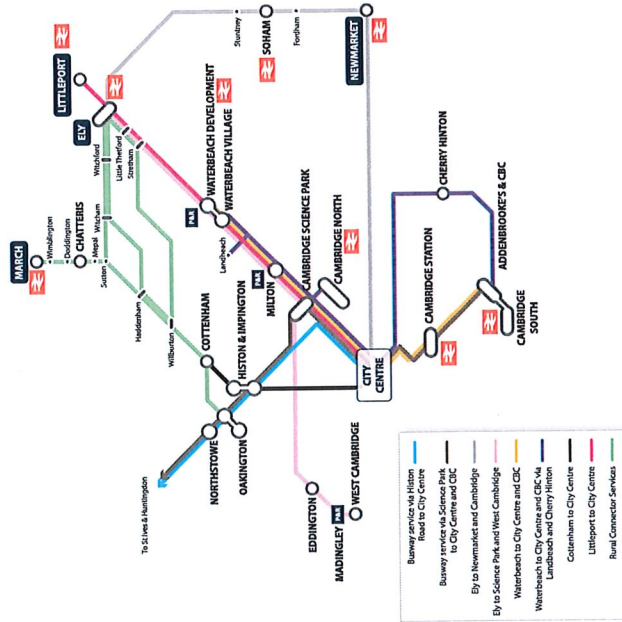 MARCH
Wimblington
Doddington
CHATTERIS
Mepal
Sutton
Witcham
Witchford
Haddenham
Wilburton
ELY
LITTLEPORT
Little Thetford
Stretham
Stuntney
SOHAM
Fordham
NEWMARKET
WATERBEACH DEVELOPMENT
WATERBEACH VILLAGE
P&R
Landbeach
P&R
MILTON
CAMBRIDGE SCIENCE PARK
CAMBRIDGE NORTH
COTTENHAM
HISTON & IMPINGTON
NORTHSTOWE
OAKINGTON
To St Ives & Huntingdon
CITY
CENTRE
CHERRY HINTON
CAMBRIDGE STATION
ADDENBROOKE'S & CBC
CAMBRIDGE
SOUTH
EDDINGTON
MADINGLEY P&R
WEST CAMBRIDGE
Busway service via Histon
Road to City Centre
Busway service via Science Park
to City Centre and CBC
Ely to Newmarket and Cambridge
Ely to Science Park and West Cambridge
Waterbeach to City Centre and CBC
Waterbeach to City Centre and CBC via
Landbeach and Cherry Hinton
Cottenham to City Centre
Littleport to City Centre
Rural Connector Services